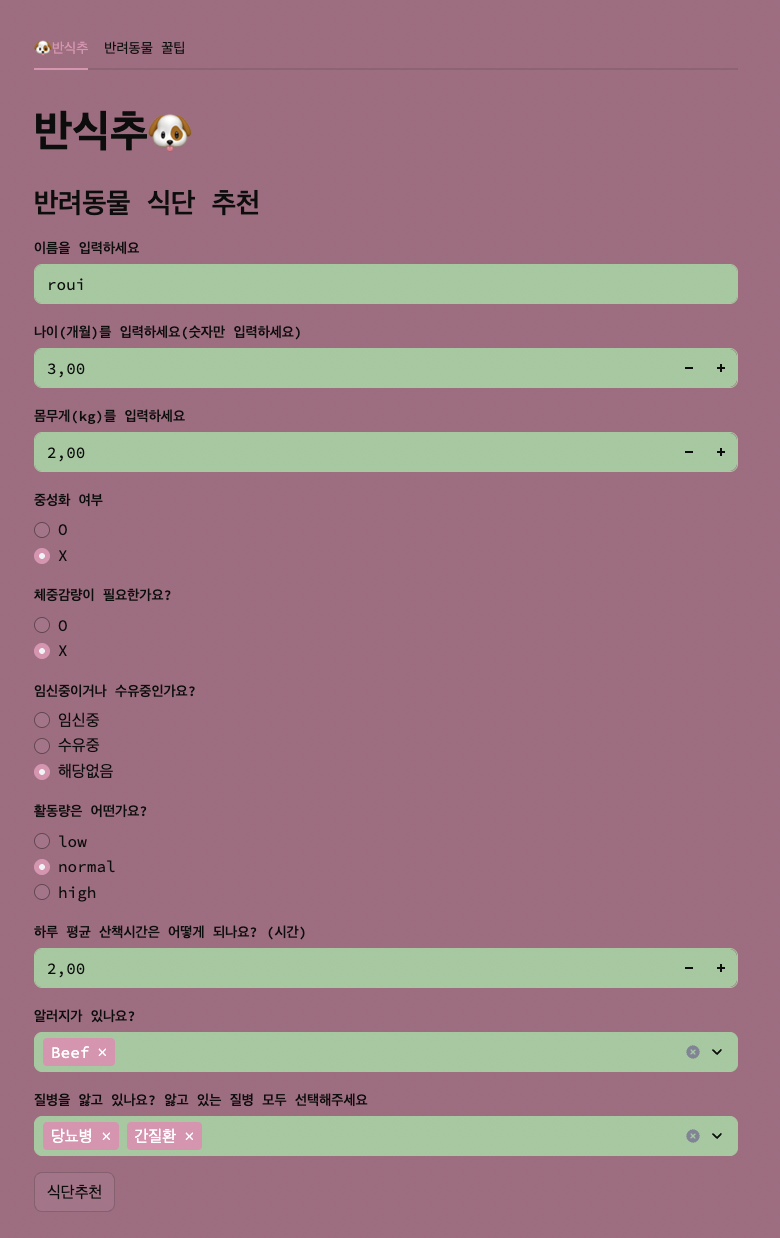 🐶반식추 반려동물 꿀팁
반식추🐶
반려동물 식단 추천
이름을 입력하세요
roui
나이(개월)를 입력하세요(숫자만 입력하세요)
3,00
몸무게(kg)를 입력하세요
2,00
중성화 여부
O
X
체중감량이 필요한가요?
O
X
임신중이거나 수유중인가요?
임신중
수유중
해당없음
활동량은 어떤가요?
low
normal
high
하루 평균 산책시간은 어떻게 되나요? (시간)
2,00
알러지가 있나요?
Beef
질병을 앓고 있나요? 앓고 있는 질병 모두 선택해주세요
당뇨병 간질환
식단추천